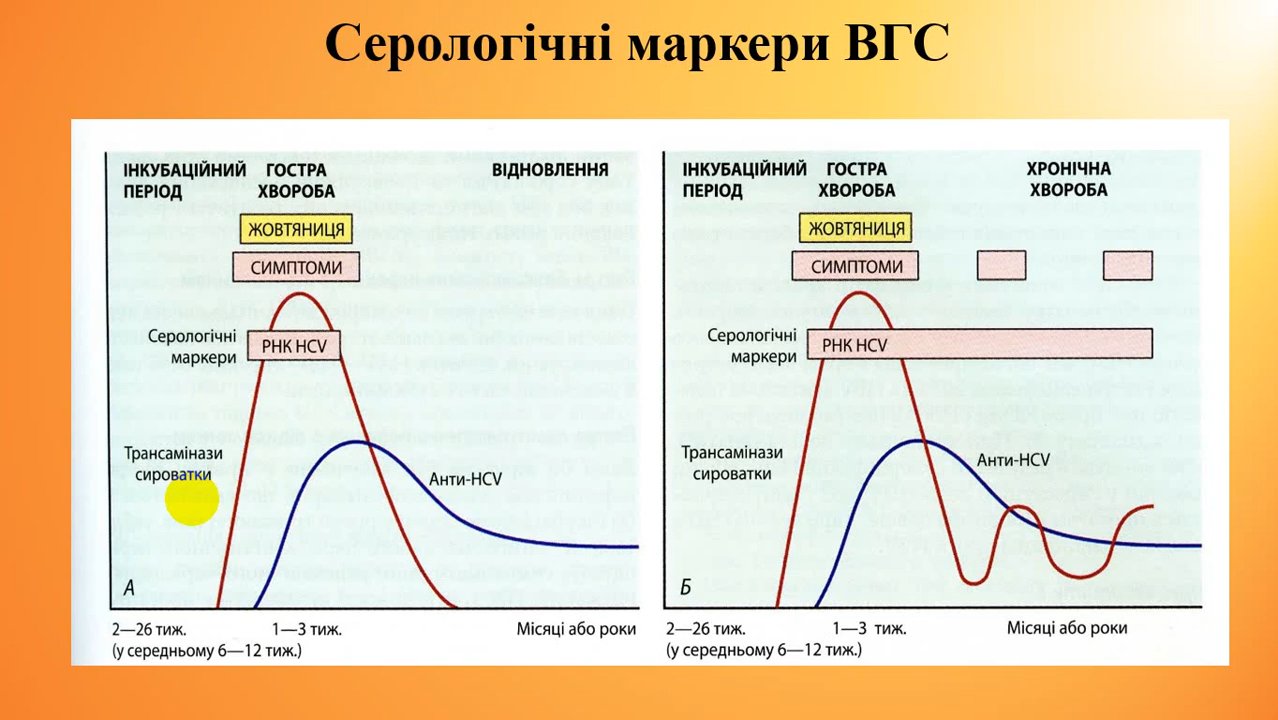 Серологічні маркери ВГС
ІНКУБАЦІЙНИЙ
ПЕРІОД
ГОСТРА
ХВОРОБА
ВІДНОВЛЕННЯ
ЖОВТЯНИЦЯ
СИМПТОМИ
Серологічні
маркери
РНК HCV
Трансамінази
сироватки
Анти-HCV
А
2—26 тиж.
(у середньому 6—12 тиж.)
1—3 тиж.
Місяці або роки
ІНКУБАЦІЙНИЙ
ПЕРІОД
ГОСТРА
ХВОРОБА
ХРОНІЧНА
ХВОРОБА
ЖОВТЯНИЦЯ
СИМПТОМИ
Серологічні
маркери
РНК HCV
Трансамінази
сироватки
Анти-HCV
Б
2—26 тиж.
(у середньому 6—12 тиж.)
1—3 тиж.
Місяці або роки